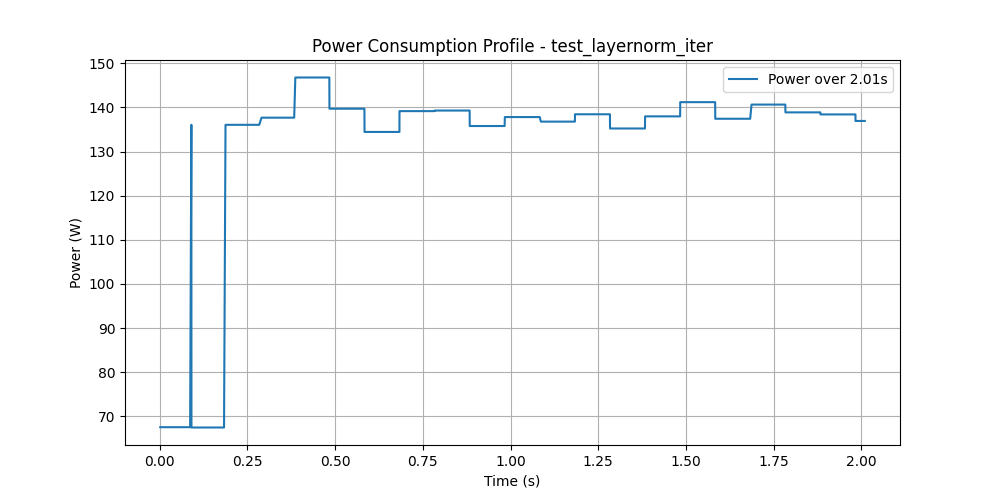 Power Consumption Profile - test_layernorm_iter
Power over 2.01s
150
140
130
120
110
100
90
80
70
Power (W)
0.00 0.25 0.50 0.75 1.00 1.25 1.50 1.75 2.00
Time (s)